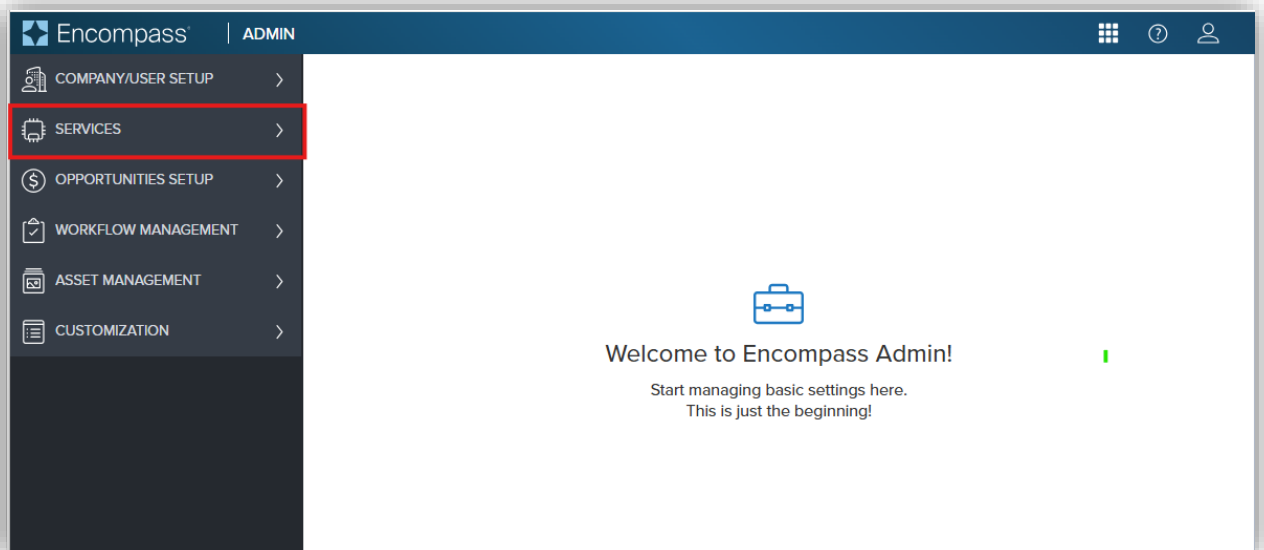 Encompass® | ADMIN
COMPANY/USER SETUP
SERVICES
OPPORTUNITIES SETUP
WORKFLOW MANAGEMENT
ASSET MANAGEMENT
CUSTOMIZATION
Welcome to Encompass Admin!
Start managing basic settings here.
This is just the beginning!